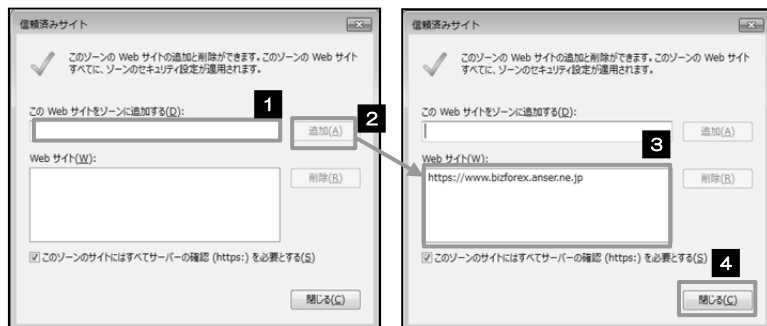 信頼済みサイト
このゾーンの Web サイトの追加と削除ができます。このゾーンの Web サイト
すべてに、ゾーンのセキュリティ設定が適用されます。
この Web サイトをゾーンに追加する(D):
1
追加(A)
2
Web サイト(W):
削除(R)
このゾーンのサイトにはすべてサーバーの確認 (https:) を必要とする(S)
閉じる(C)
信頼済みサイト
このゾーンの Web サイトの追加と削除ができます。このゾーンの Web サイト
すべてに、ゾーンのセキュリティ設定が適用されます。
この Web サイトをゾーンに追加する(D):
追加(A)
3
Web サイト(W):
https://www.bizforex.anser.ne.jp
削除(R)
このゾーンのサイトにはすべてサーバーの確認 (https:) を必要とする(S)
4
閉じる(C)